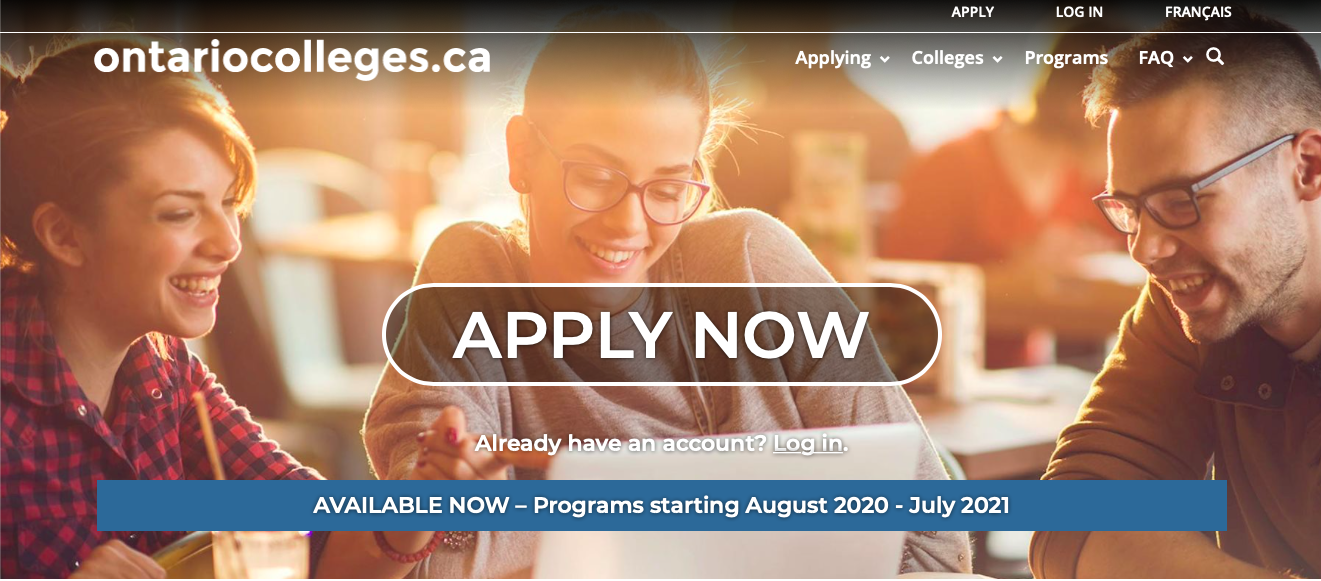 APPLY LOG IN FRANÇAIS
ontariocolleges.ca
Applying Colleges Programs FAQ
APPLY NOW
Already have an account? Log in.
AVAILABLE NOW – Programs starting August 2020 - July 2021